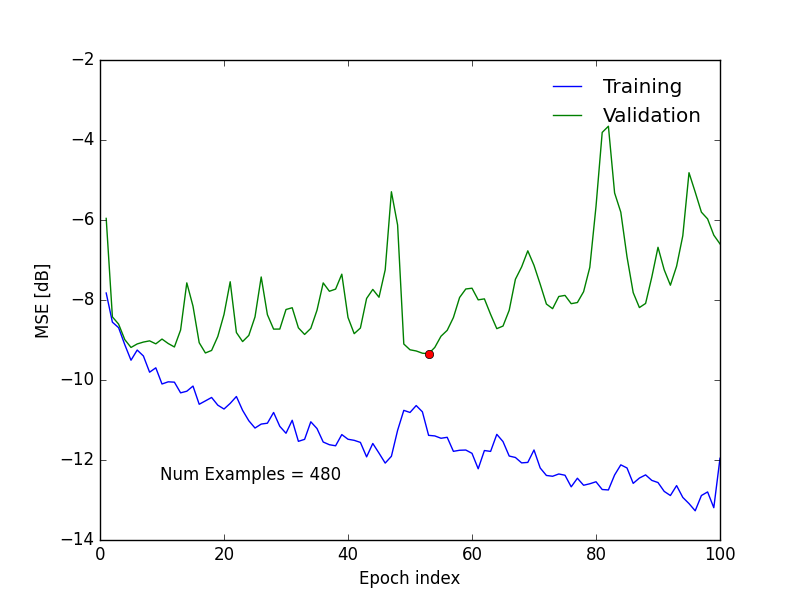 −2
−4
−6
−8
−10
−12
−14
MSE [dB]
Training
Validation
Num Examples = 480
0 20 40 60 80 100
Epoch index